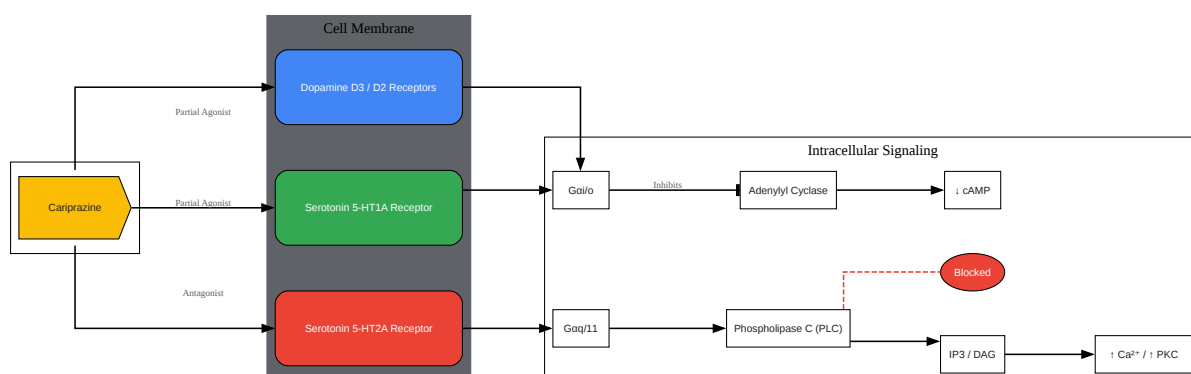 Cell Membrane
Dopamine D3 / D2 Receptors
Partial Agonist
Intracellular Signaling
Gαi/o
Inhibits
Adenylyl Cyclase
↓ cAMP
Cariprazine
Partial Agonist
Serotonin 5-HT1A Receptor
Blocked
Antagonist
Serotonin 5-HT2A Receptor
Gαq/11
Phospholipase C (PLC)
IP3 / DAG
↑ Ca²⁺ / ↑ PKC